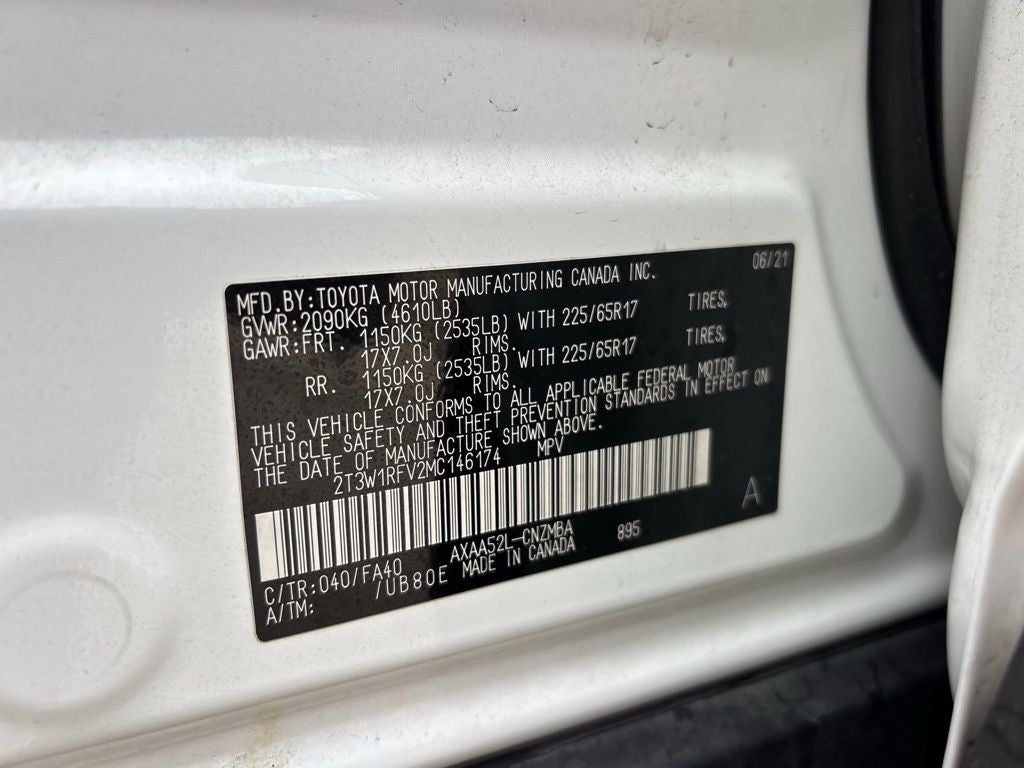 MFD.BY:TOYOTA MOTOR MANUFACTURING CANADA INC. 06/21
GVWR:2090KG (4610LB)
GAWR:FRT. 1150KG (2535LB) WITH 225/65R17 TIRES,
17X7.0J RIMS.
RR. 1150KG (2535LB) WITH 225/65R17 TIRES,
17X7.0J RIMS.
THIS VEHICLE CONFORMS TO ALL APPLICABLE FEDERAL MOTOR
VEHICLE SAFETY AND THEFT PREVENTION STANDARDS IN EFFECT ON
THE DATE OF MANUFACTURE SHOWN ABOVE.
2T3W1RFV2MC146174 MPV
A
C/TR:040/FA40 AXAA52L-CNZMBA 895
A/TM: /UB80E MADE IN CANADA